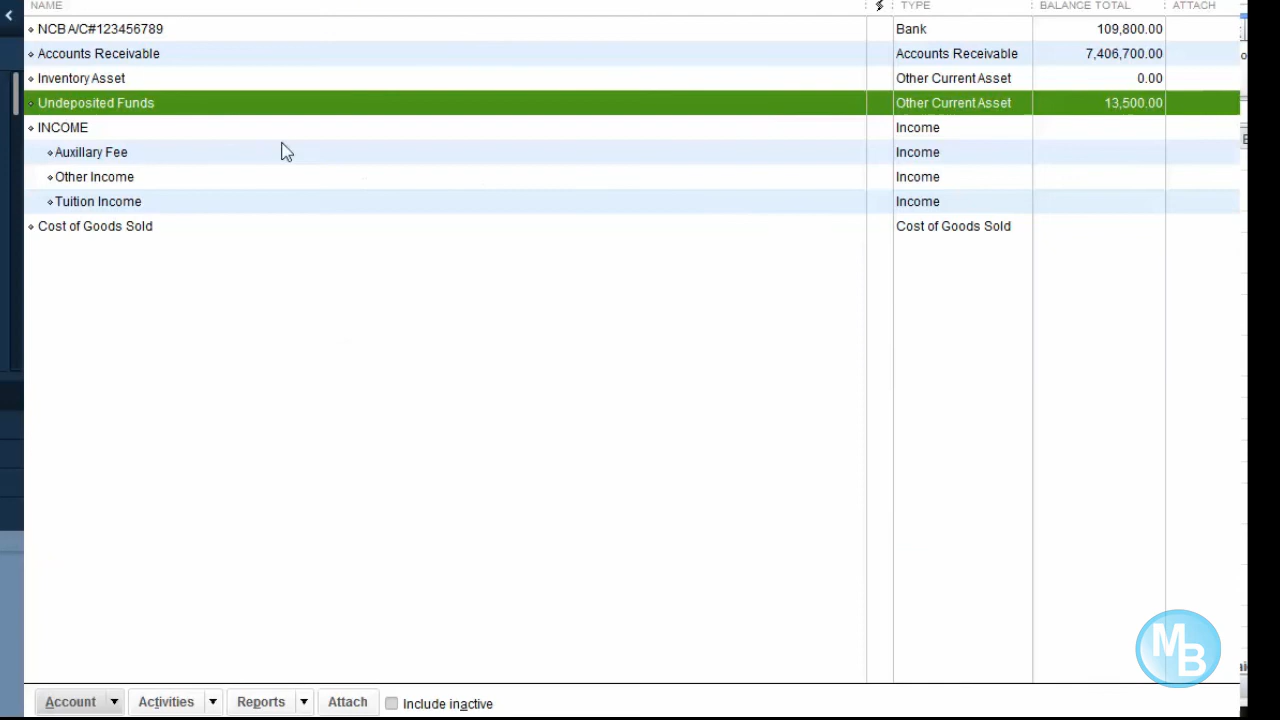 NAME TYPE BALANCE TOTAL ATTACH
NCB A/C#123456789 Bank 109,800.00
Accounts Receivable Accounts Receivable 7,406,700.00
Inventory Asset Other Current Asset 0.00
Undeposited Funds Other Current Asset 13,500.00
INCOME Income
Auxillary Fee Income
Other Income Income
Tuition Income Income
Cost of Goods Sold Cost of Goods Sold
MB
Account Activities Reports Attach Include inactive